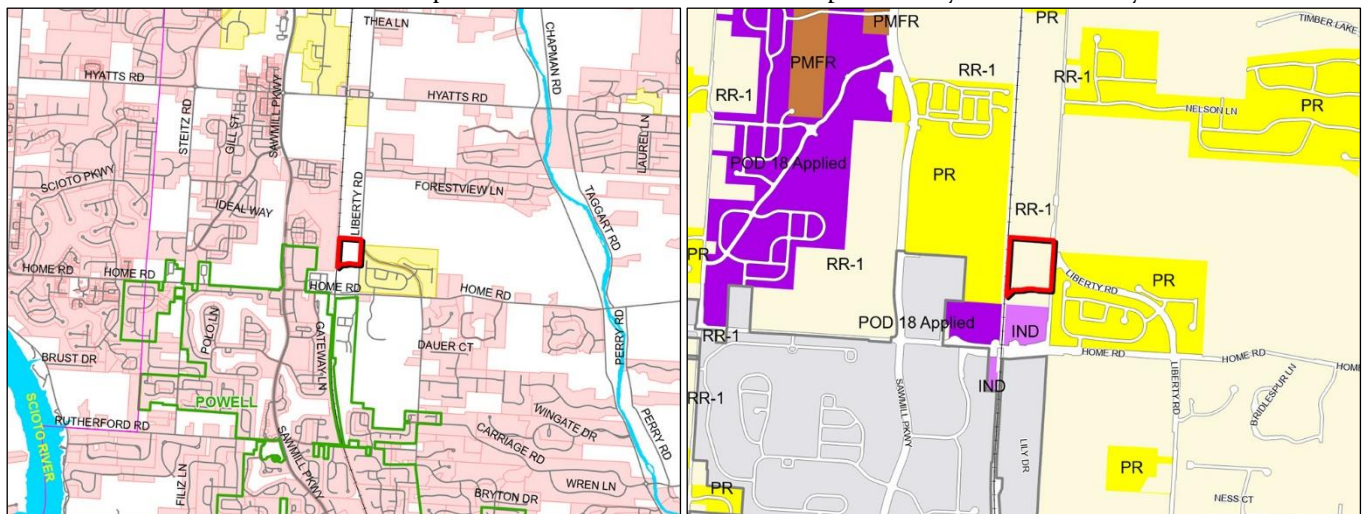 THEA LN
CHAPMAN RD
HYATTS RD
HYATTS RD
STEITZ RD
GILL ST
SAWMILL PKWY
LAUREL LN
SCIOTO PKWY
LIBERTY RD
FORESTVIEW LN
TAGGART RD
IDEAL WAY
HOME RD
HOME RD
HOME RD
HOME RD
POLO LN
GATEWAY LN
DAUER CT
PERRY RD
BRUST DR
POWELL
SCIOTO RIVER
RUTHERFORD RD
WINGATE DR
CARRIAGE RD
PERRY RD
SAWMILL PKWY
FILIZ LN
WREN LN
BRYTON DR
PR
PMFR
PR
TIMBER LAKE
PMFR
RR-1
RR-1
RR-1
PR
NELSON LN
PR
POD 18 Applied
PR
RR-1
PR
RR-1
LIBERTY RD
PR
POD 18 Applied
IND
RR-1
HOME RD
HOME RD
HOME
IND
RR-1
SAWMILL PKWY
LILY DR
LIBERTY RD
BRIDLESPUR LN
PR
PR
NESS CT